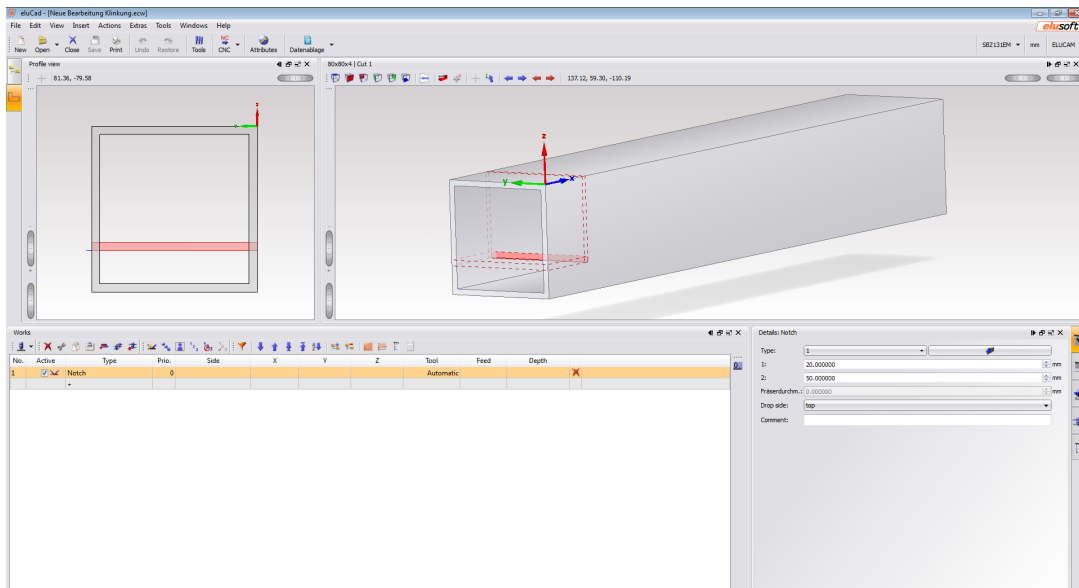 eluCad - [Neue Bearbeitung Klinkung.ecw]
File Edit View Insert Actions Extras Tools Windows Help
elusoft
New Open Close Save Print Undo Restore Tools CNC Attributes Datenablage
NC
SBZ131EM mm ELUCAM
Profile view
81.36, -79.58
80x80x4 | Cut 1
137.12, 59.30, -110.19
z
Y
z
y
x
Works
No. Active Type Prio. Side X Y Z Tool Feed Depth
1 Notch 0 Automatic
+
Details: Notch
Type: 1
1: 20.000000 mm
2: 50.000000 mm
Fräserdurchm.: 0.000000 mm
Drop side: top
Comment: